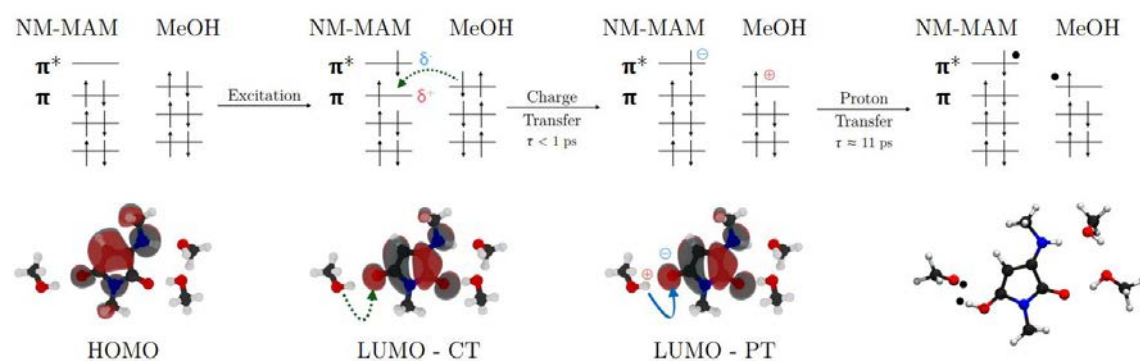 NM-MAM MeOH
π*
π
Excitation
NM-MAM MeOH
π* δ-
π δ+
Charge
Transfer
τ < 1 ps
NM-MAM MeOH
π* ⊖
π ⊕
Proton
Transfer
τ ≈ 11 ps
NM-MAM MeOH
π*
π
HOMO
LUMO - CT
⊖
⊕
LUMO - PT